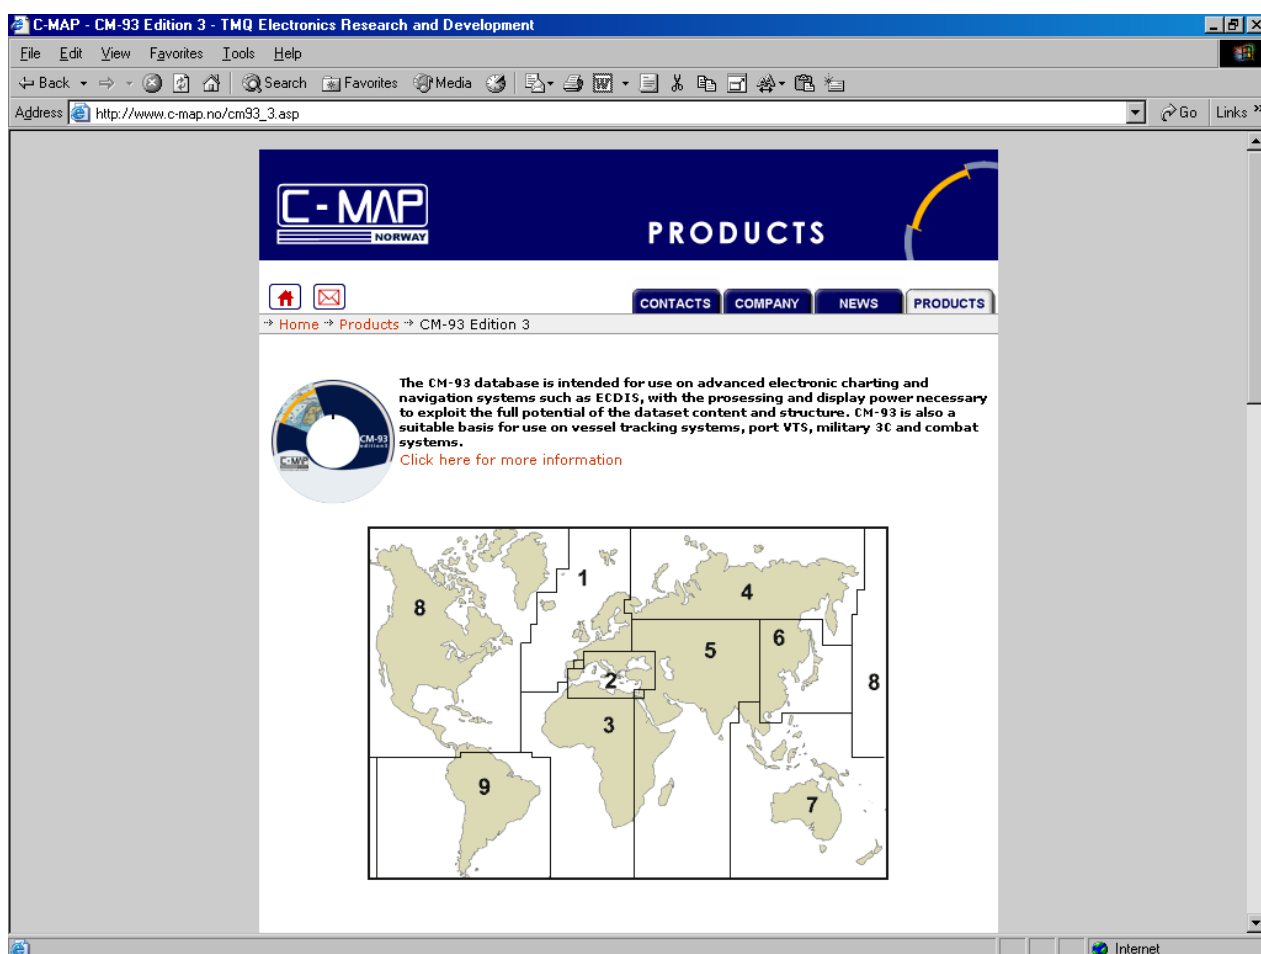 C-MAP - CM-93 Edition 3 - TMQ Electronics Research and Development
File Edit View Favorites Tools Help
Back Search Favorites Media
Address http://www.c-map.no/cm93_3.asp Go Links »
C-MAP
NORWAY
PRODUCTS
CONTACTS COMPANY NEWS PRODUCTS
Home Products CM-93 Edition 3
The CM-93 database is intended for use on advanced electronic charting and
navigation systems such as ECDIS, with the prosessing and display power necessary
to exploit the full potential of the dataset content and structure. CM-93 is also a
suitable basis for use on vessel tracking systems, port VTS, military 3C and combat
systems.
Click here for more information
CM-93
edition3
C-MAP
1
8
4
6
5
2
8
3
9
7
Internet